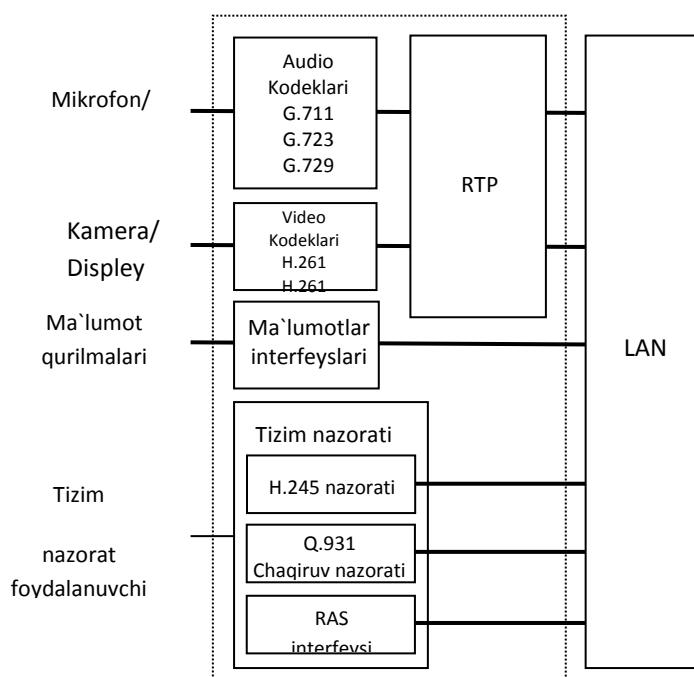 Mikrofon/
Audio
Kodeklari
G.711
G.723
G.729
RTP
LAN
Kamera/
Displey
Video
Kodeklari
H.261
H.261
Ma`lumot
qurilmalari
Ma`lumotlar
interfeyslari
Tizim
nazorat
foydalanuvchi
Tizim nazorati
H.245 nazorati
Q.931
Chaqiruv nazorati
RAS
interfeysi